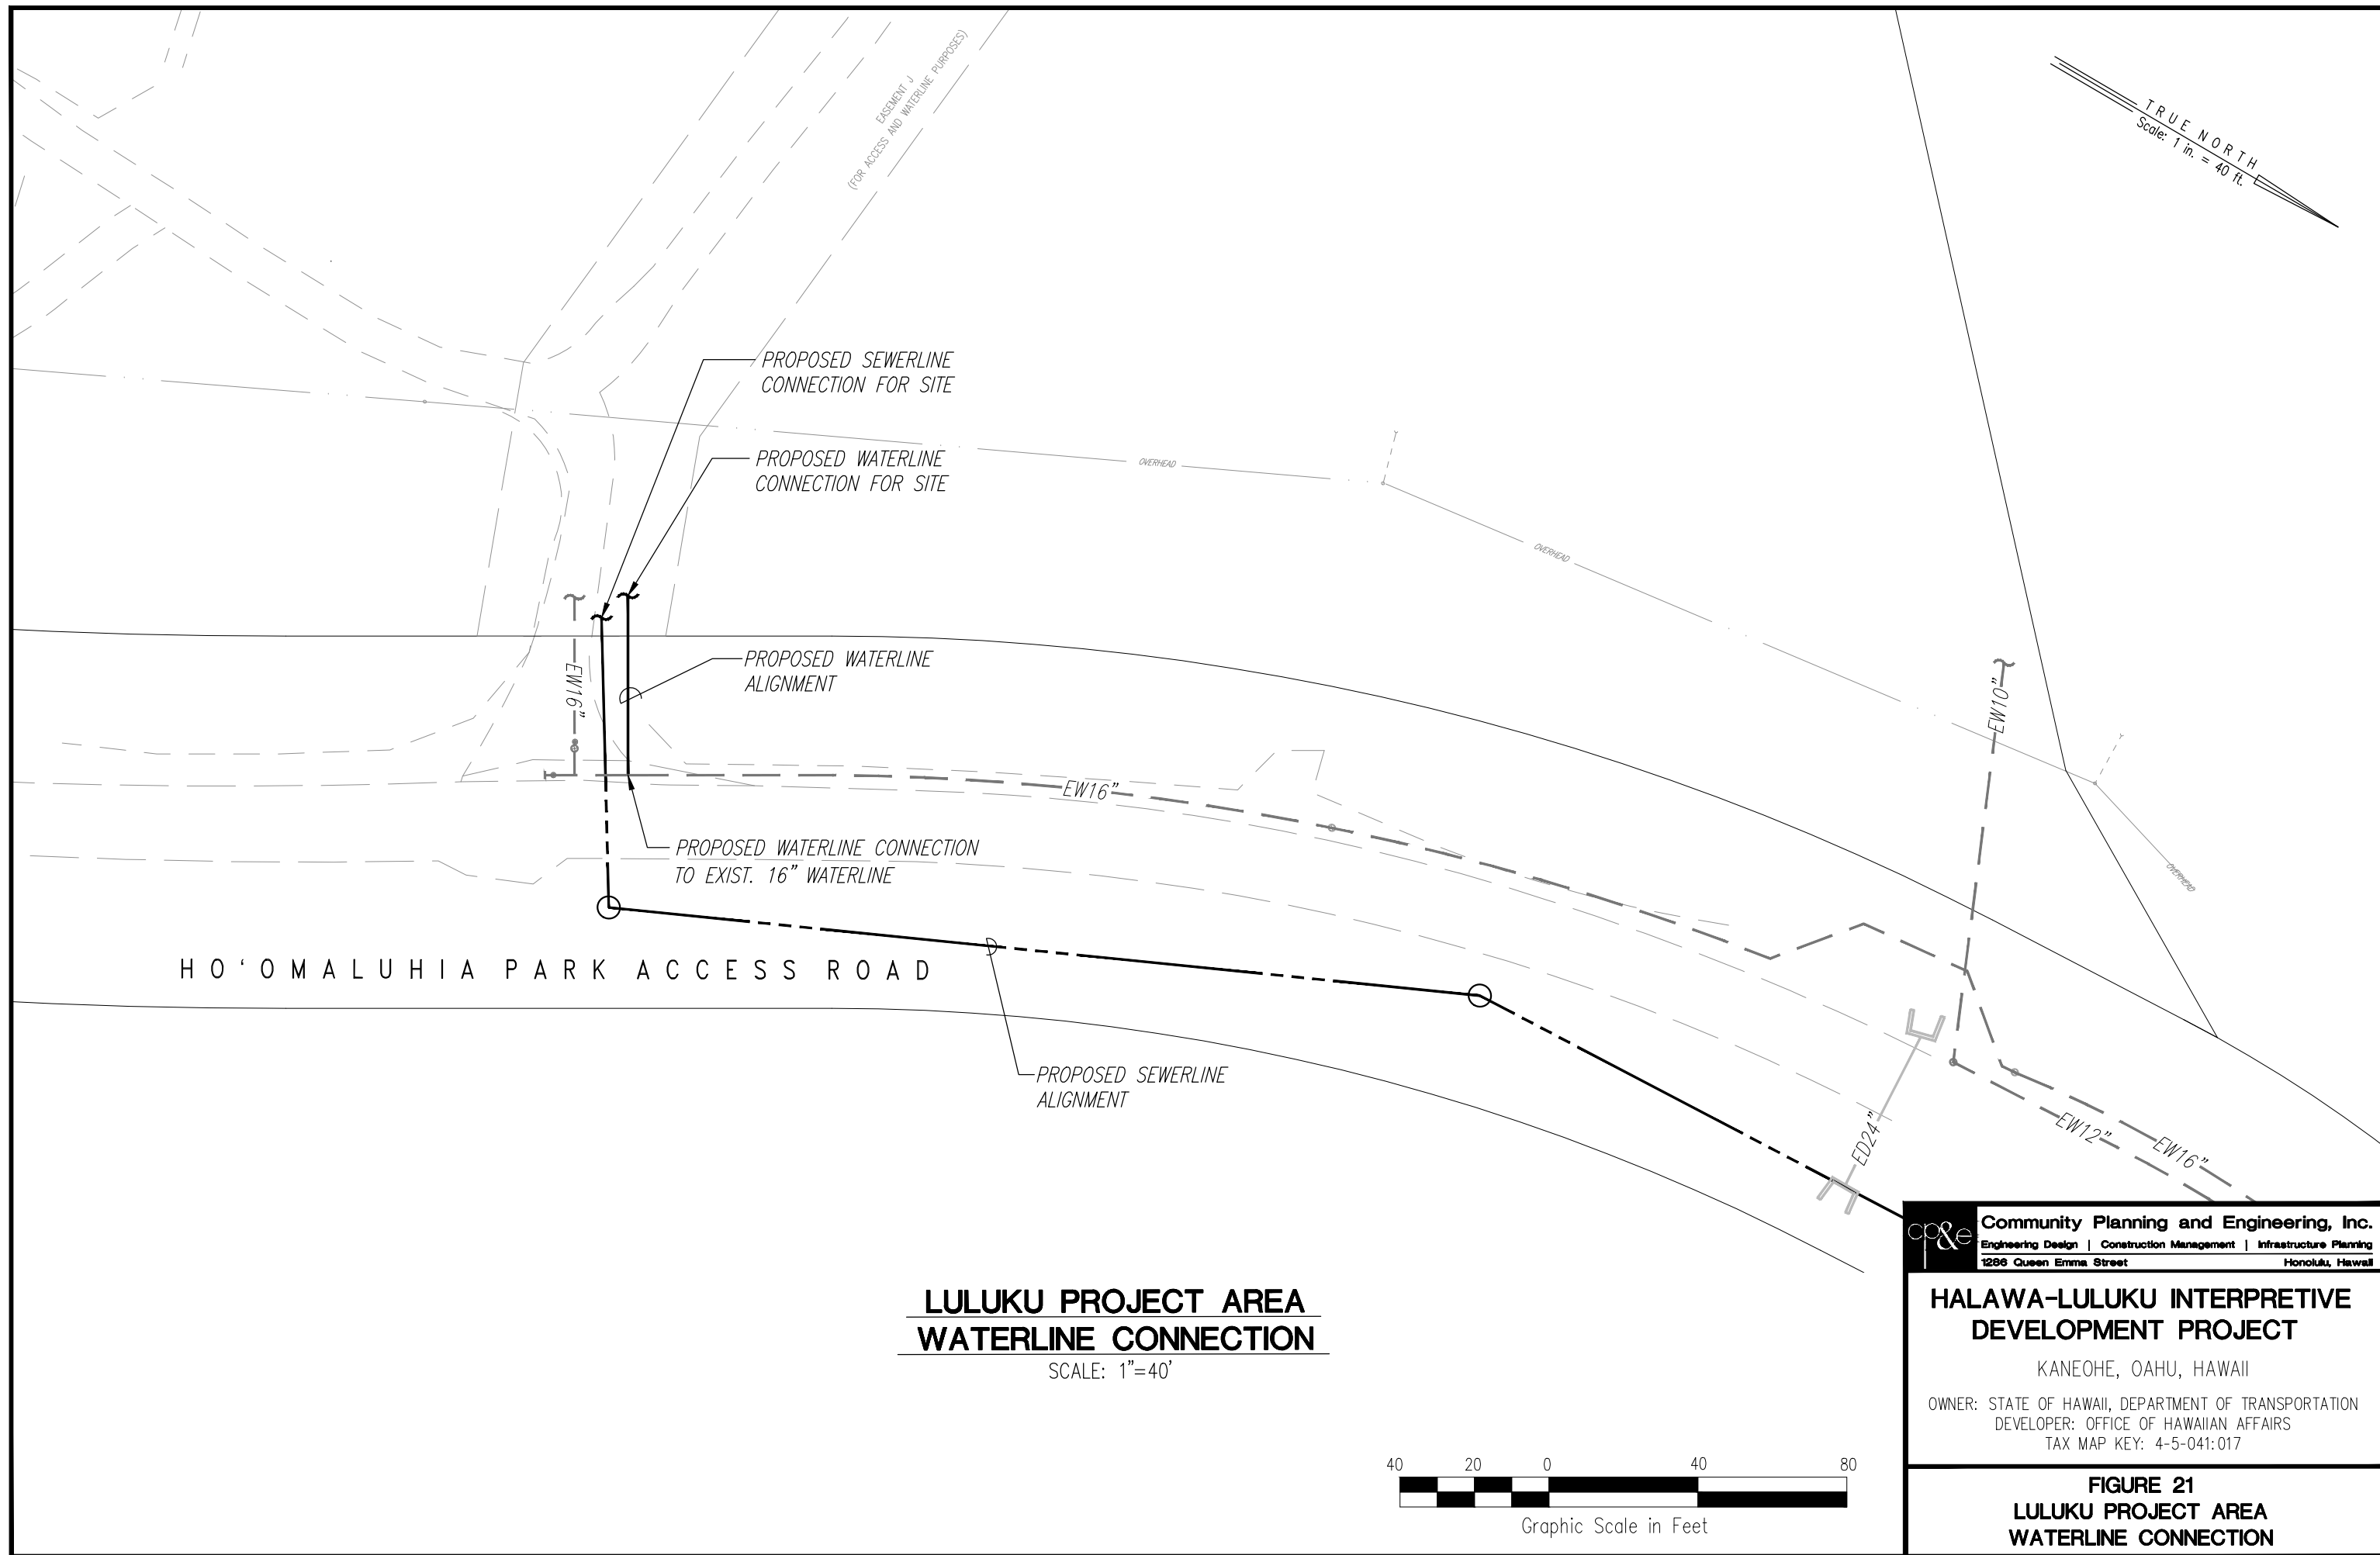 EASEMENT J
(FOR ACCESS AND WATERLINE PURPOSES)
TRUE NORTH
Scale: 1 in. = 40 ft.
PROPOSED SEWERLINE
CONNECTION FOR SITE
PROPOSED WATERLINE
CONNECTION FOR SITE
OVERHEAD
OVERHEAD
PROPOSED WATERLINE
ALIGNMENT
EW16"
EW10"
EW16"
PROPOSED WATERLINE CONNECTION
TO EXIST. 16" WATERLINE
OVERHEAD
HO'OMALUHIA PARK ACCESS ROAD
PROPOSED SEWERLINE
ALIGNMENT
ED24"
EW12"
EW16"
cp&e
Community Planning and Engineering, Inc.
Engineering Design | Construction Management | Infrastructure Planning
1286 Queen Emma Street Honolulu, Hawaii
LULUKU PROJECT AREA
WATERLINE CONNECTION
SCALE: 1"=40'
HALAWA-LULUKU INTERPRETIVE
DEVELOPMENT PROJECT
KANEOHE, OAHU, HAWAII
OWNER: STATE OF HAWAII, DEPARTMENT OF TRANSPORTATION
DEVELOPER: OFFICE OF HAWAIIAN AFFAIRS
TAX MAP KEY: 4-5-041:017
40 20 0 40 80
Graphic Scale in Feet
FIGURE 21
LULUKU PROJECT AREA
WATERLINE CONNECTION